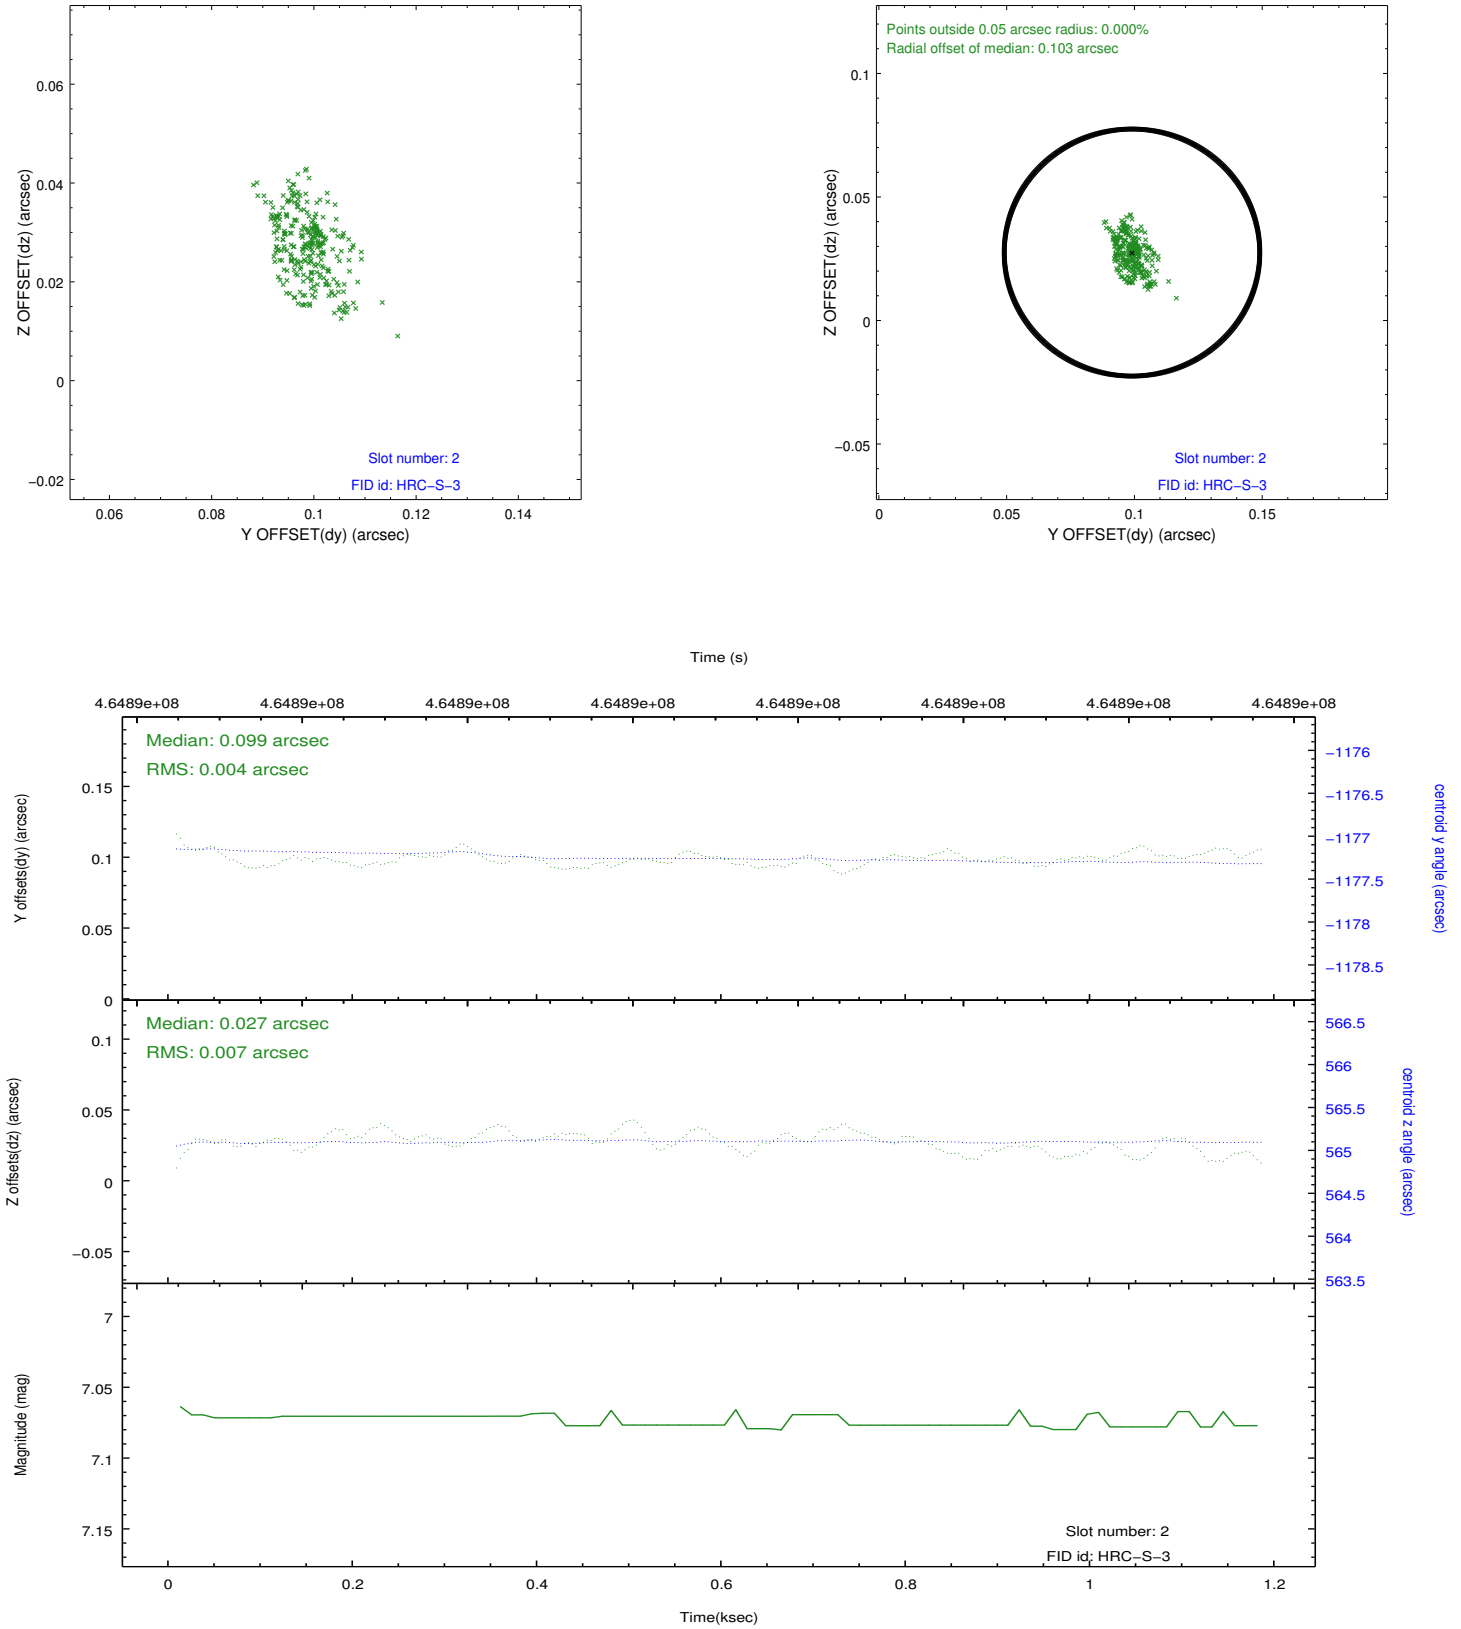 0.06
0.04
0.02
0
−0.02
0.06
0.08
0.1
0.12
0.14
Z OFFSET(dz) (arcsec)
Y OFFSET(dy) (arcsec)
Slot number: 2
FID id: HRC−S−3
Points outside 0.05 arcsec radius: 0.000%
Radial offset of median: 0.103 arcsec
0.1
0.05
0
−0.05
0
0.05
0.1
0.15
Z OFFSET(dz) (arcsec)
Y OFFSET(dy) (arcsec)
Slot number: 2
FID id: HRC−S−3
Time (s)
4.6489e+08 4.6489e+08 4.6489e+08 4.6489e+08 4.6489e+08 4.6489e+08 4.6489e+08 4.6489e+08
Median: 0.099 arcsec
RMS: 0.004 arcsec
0.15
0.1
0.05
0
Y offsets(dy) (arcsec)
−1176
−1176.5
−1177
−1177.5
−1178
−1178.5
centroid y angle (arcsec)
Median: 0.027 arcsec
RMS: 0.007 arcsec
0.1
0.05
0
−0.05
Z offsets(dz) (arcsec)
566.5
566
565.5
565
564.5
564
563.5
centroid z angle (arcsec)
7
7.05
7.1
7.15
Magnitude (mag)
Slot number: 2
FID id: HRC−S−3
0 0.2 0.4 0.6 0.8 1 1.2
Time(ksec)